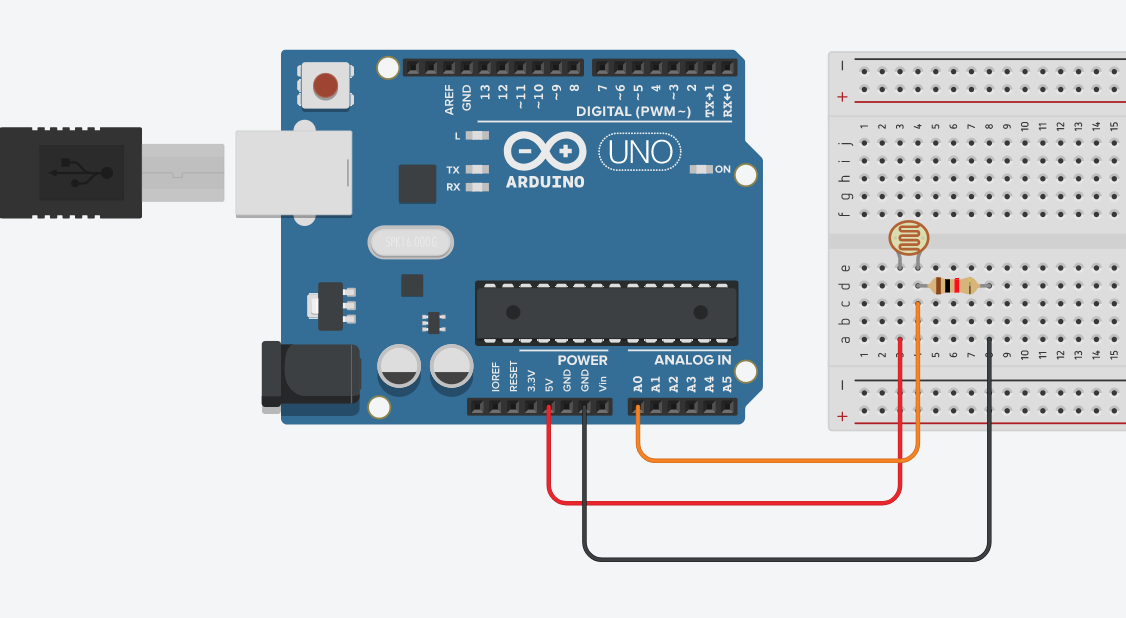 AREF GND 13 12 ~11 ~10 ~9 8 7 ~6 ~5 4 ~3 2 TX→1 RX←0
DIGITAL (PWM~)
L
TX
RX
UNO
ON
ARDUINO
SPK16.000G
POWER
ANALOG IN
IOREF RESET 3.3V 5V GND GND Vin A0 A1 A2 A3 A4 A5
−
+
1 2 3 4 5 6 7 8 9 10 11 12 13 14 15
j
i
h
g
f
e
d
c
b
a
1 2 3 4 5 6 7 8 9 10 11 12 13 14 15
−
+